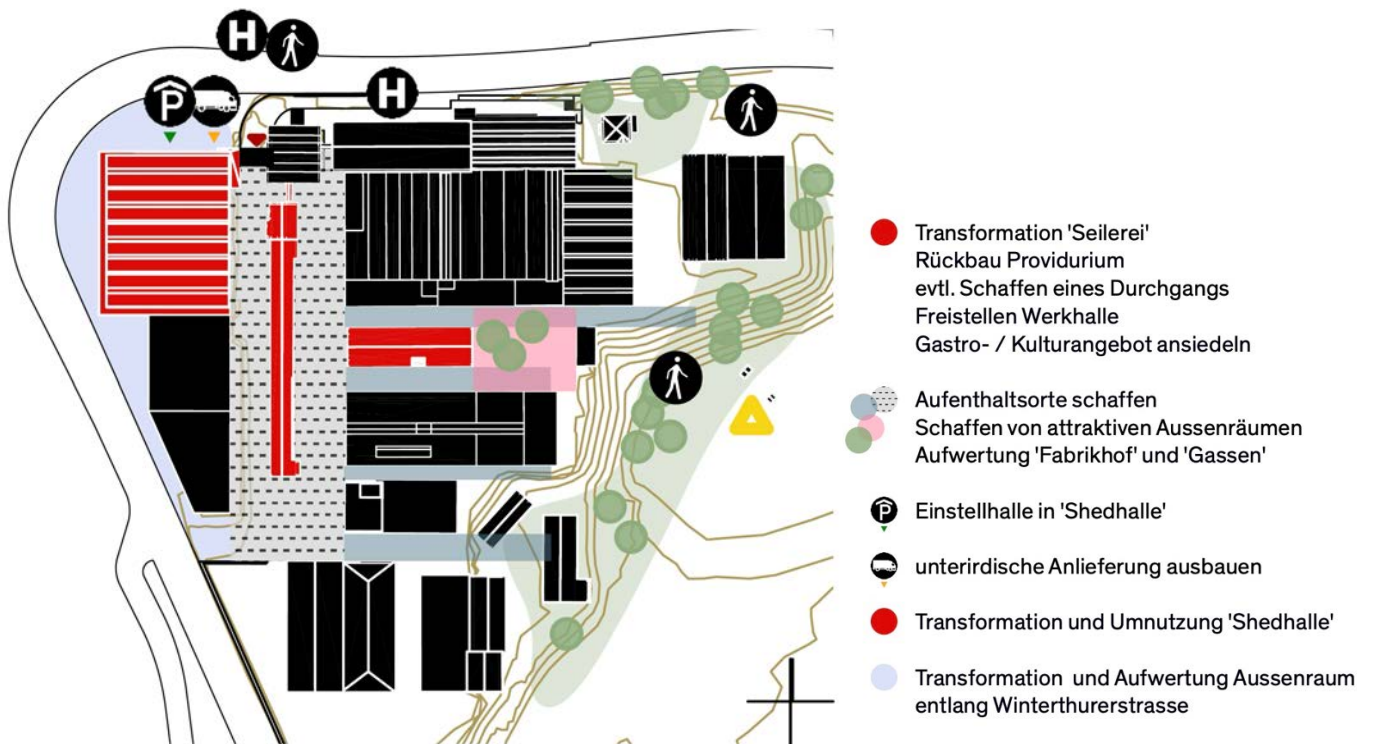 H
H
P
Transformation 'Seilerei'
Rückbau Providurium
evtl. Schaffen eines Durchgangs
Freistellen Werkhalle
Gastro- / Kulturangebot ansiedeln
Aufenthaltsorte schaffen
Schaffen von attraktiven Aussenräumen
Aufwertung 'Fabrikhof' und 'Gassen'
P
Einstellhalle in 'Shedhalle'
unterirdische Anlieferung ausbauen
Transformation und Umnutzung 'Shedhalle'
Transformation und Aufwertung Aussenraum
entlang Winterthurerstrasse